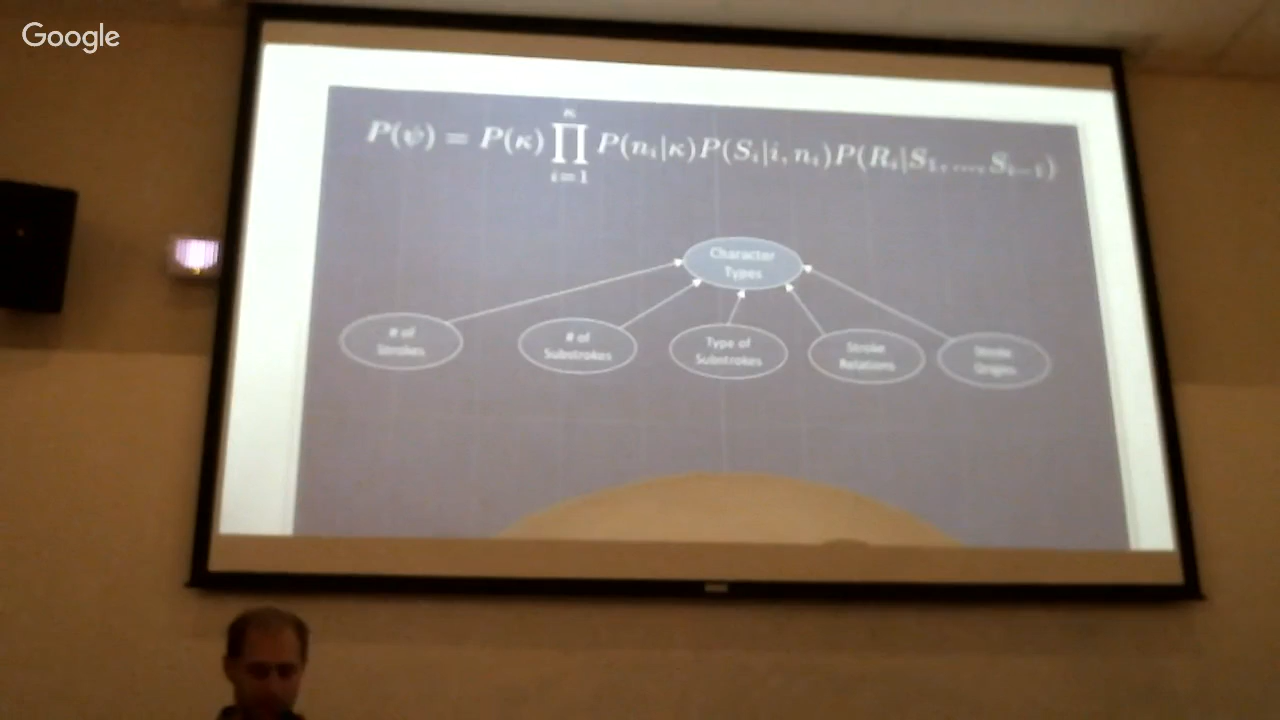 Google
P(ψ) = P(κ) ∏_{i=1}^{κ} P(n_i|κ)P(S_i|i, n_i)P(R_i|S_1, ..., S_{i-1})
Character
Types
# of
Strokes
# of
Substrokes
Type of
Substrokes
Stroke
Relations
Stroke
Origins